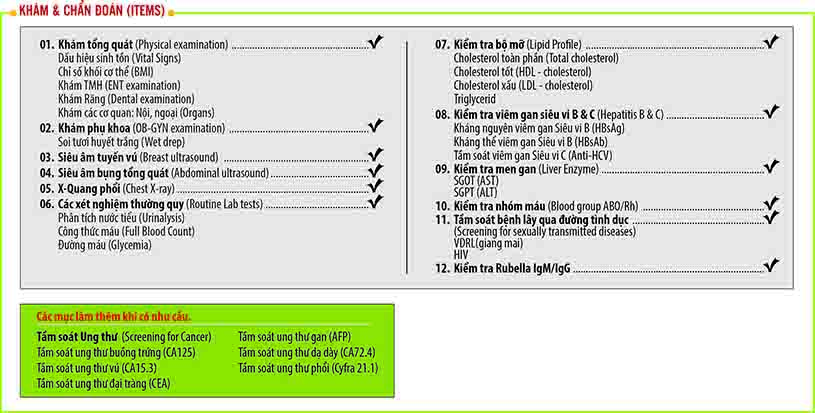 KHÁM & CHẨN ĐOÁN (ITEMS)
01. Khám tổng quát (Physical examination)
Dấu hiệu sinh tồn (Vital Signs)
Chỉ số khối cơ thể (BMI)
Khám TMH (ENT examination)
Khám Răng (Dental examination)
Khám các cơ quan: Nội, ngoại (Organs)
02. Khám phụ khoa (OB-GYN examination)
Soi tươi huyết trắng (Wet drep)
03. Siêu âm tuyến vú (Breast ultrasound)
04. Siêu âm bụng tổng quát (Abdominal ultrasound)
05. X-Quang phổi (Chest X-ray)
06. Các xét nghiệm thường quy (Routine Lab tests)
Phân tích nước tiểu (Urinalysis)
Công thức máu (Full Blood Count)
Đường máu (Glycemia)
07. Kiểm tra bộ mỡ (Lipid Profile)
Cholesterol toàn phần (Total cholesterol)
Cholesterol tốt (HDL - cholesterol)
Cholesterol xấu (LDL - cholesterol)
Triglycerid
08. Kiểm tra viêm gan siêu vi B & C (Hepatitis B & C)
Kháng nguyên viêm gan Siêu vi B (HBsAg)
Kháng thể viêm gan Siêu vi B (HBsAb)
Tầm soát viêm gan Siêu vi C (Anti-HCV)
09. Kiểm tra men gan (Liver Enzyme)
SGOT (AST)
SGPT (ALT)
10. Kiểm tra nhóm máu (Blood group ABO/Rh)
11. Tầm soát bệnh lây qua đường tình dục
(Screening for sexually transmitted diseases)
VDRL(giang mai)
HIV
12. Kiểm tra Rubella IgM/IgG
Các mục làm thêm khi có nhu cầu.
Tầm soát Ung thư (Screening for Cancer)
Tầm soát ung thư buồng trứng (CA125)
Tầm soát ung thư vú (CA15.3)
Tầm soát ung thư đại tràng (CEA)
Tầm soát ung thư gan (AFP)
Tầm soát ung thư dạ dày (CA72.4)
Tầm soát ung thư phổi (Cyfra 21.1)